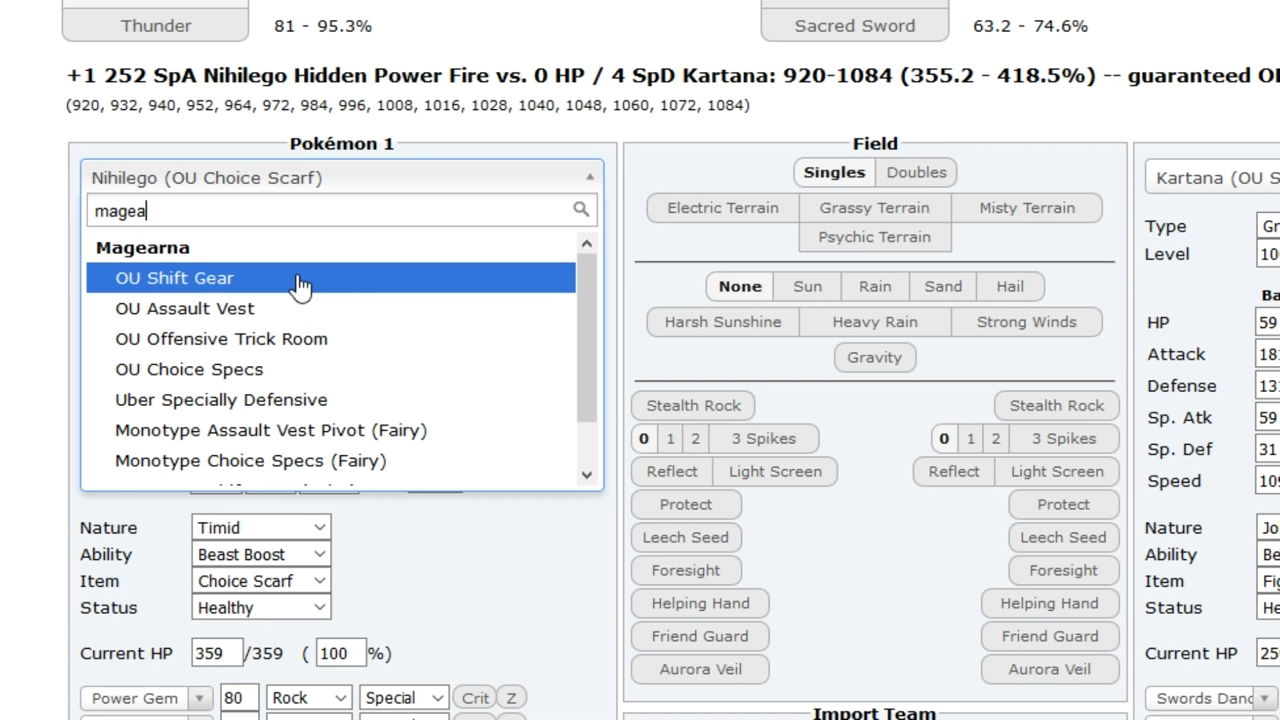 Thunder 81 - 95.3% Sacred Sword 63.2 - 74.6%
+1 252 SpA Nihilego Hidden Power Fire vs. 0 HP / 4 SpD Kartana: 920-1084 (355.2 - 418.5%) -- guaranteed
(920, 932, 940, 952, 964, 972, 984, 996, 1008, 1016, 1028, 1040, 1048, 1060, 1072, 1084)
Pokémon 1
Nihilego (OU Choice Scarf)
magea
Magearna
OU Shift Gear
OU Assault Vest
OU Offensive Trick Room
OU Choice Specs
Uber Specially Defensive
Monotype Assault Vest Pivot (Fairy)
Monotype Choice Specs (Fairy)
Nature Timid
Ability Beast Boost
Item Choice Scarf
Status Healthy
Current HP 359 /359 ( 100 %)
Power Gem 80 Rock Special Crit Z
Field
Singles Doubles
Electric Terrain Grassy Terrain Misty Terrain
Psychic Terrain
None Sun Rain Sand Hail
Harsh Sunshine Heavy Rain Strong Winds
Gravity
Stealth Rock Stealth Rock
0 1 2 3 Spikes 0 1 2 3 Spikes
Reflect Light Screen Reflect Light Screen
Protect Protect
Leech Seed Leech Seed
Foresight Foresight
Helping Hand Helping Hand
Friend Guard Friend Guard
Aurora Veil Aurora Veil
Import Team
Kartana (OU S
Type
Level
HP 59
Attack 
Defense 
Sp. Atk 59
Sp. Def 31
Speed 
Nature
Ability
Item
Status
Current HP
Swords Danc